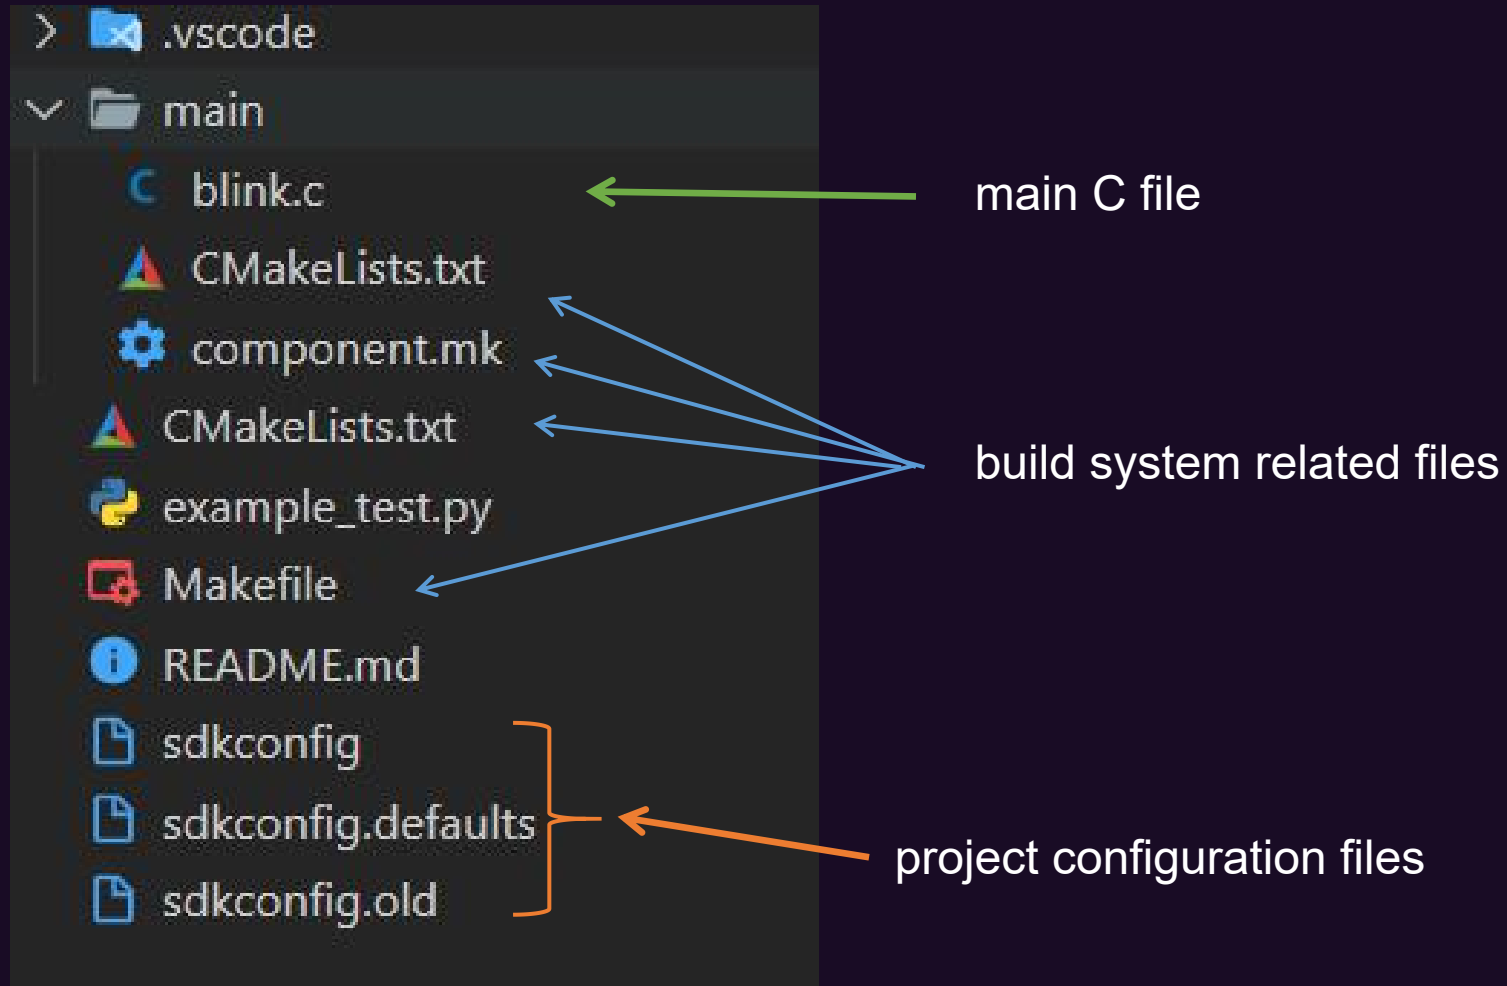 .vscode
main
blink.c
main C file
CMakeLists.txt
component.mk
CMakeLists.txt
build system related files
example_test.py
Makefile
README.md
sdkconfig
sdkconfig.defaults
project configuration files
sdkconfig.old